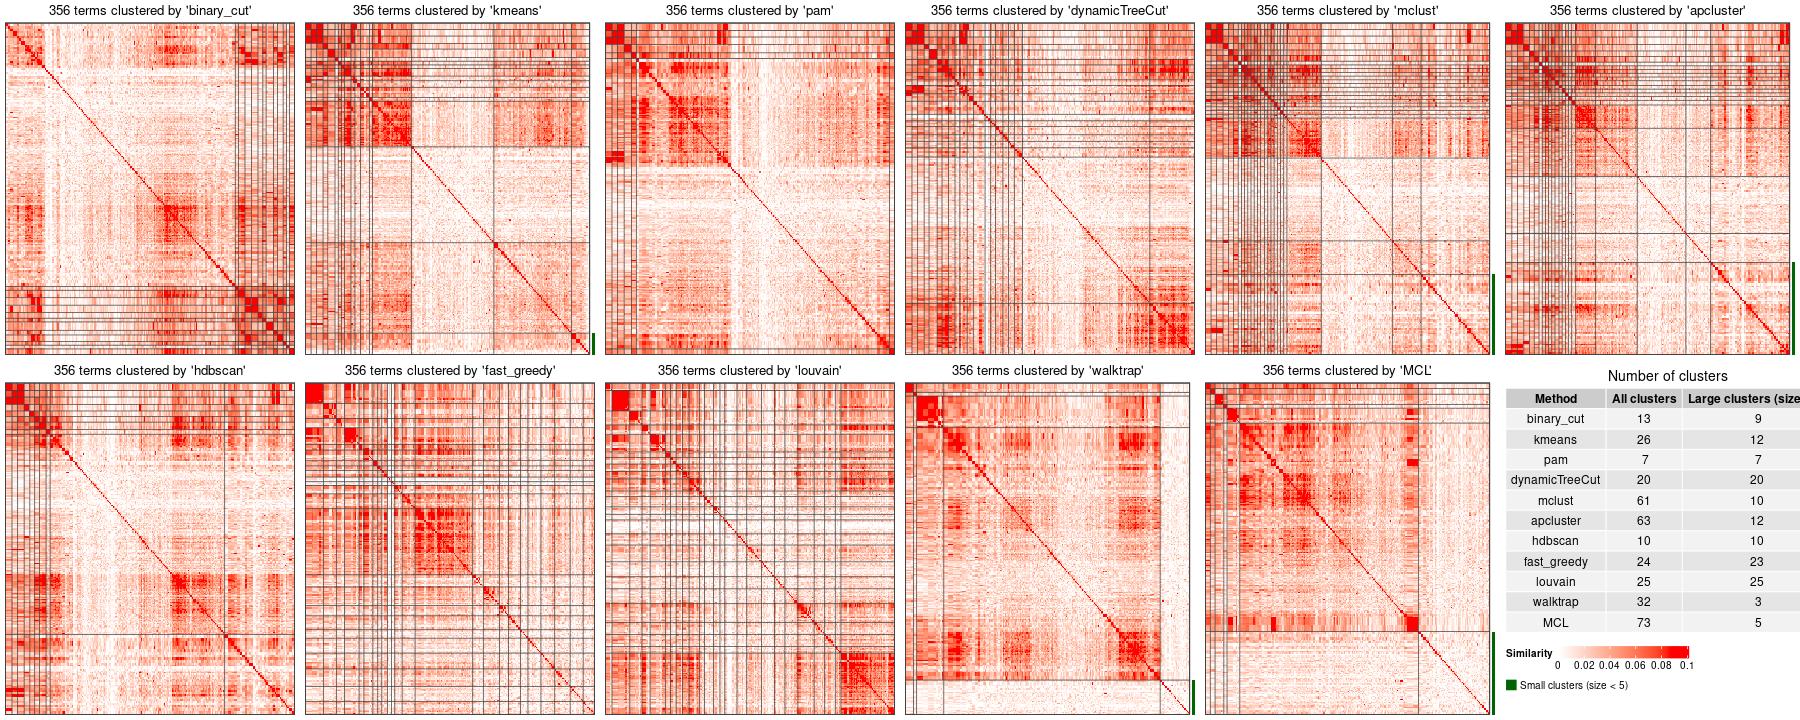 356 terms clustered by 'binary_cut'
356 terms clustered by 'kmeans'
356 terms clustered by 'pam'
356 terms clustered by 'dynamicTreeCut'
356 terms clustered by 'mclust'
356 terms clustered by 'apcluster'
356 terms clustered by 'hdbscan'
356 terms clustered by 'fast_greedy'
356 terms clustered by 'louvain'
356 terms clustered by 'walktrap'
356 terms clustered by 'MCL'
Number of clusters
Method All clusters Large clusters (size
binary_cut 13 9
kmeans 26 12
pam 7 7
dynamicTreeCut 20 20
mclust 61 10
apcluster 63 12
hdbscan 10 10
fast_greedy 24 23
louvain 25 25
walktrap 32 3
MCL 73 5
Similarity
0 0.02 0.04 0.06 0.08 0.1
Small clusters (size < 5)